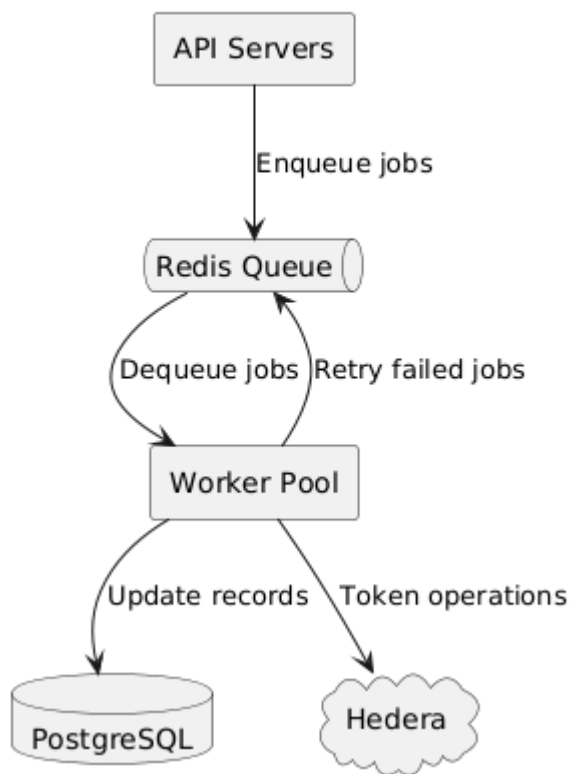 API Servers
Enqueue jobs
Redis Queue
Dequeue jobs
Retry failed jobs
Worker Pool
Update records
Token operations
PostgreSQL
Hedera